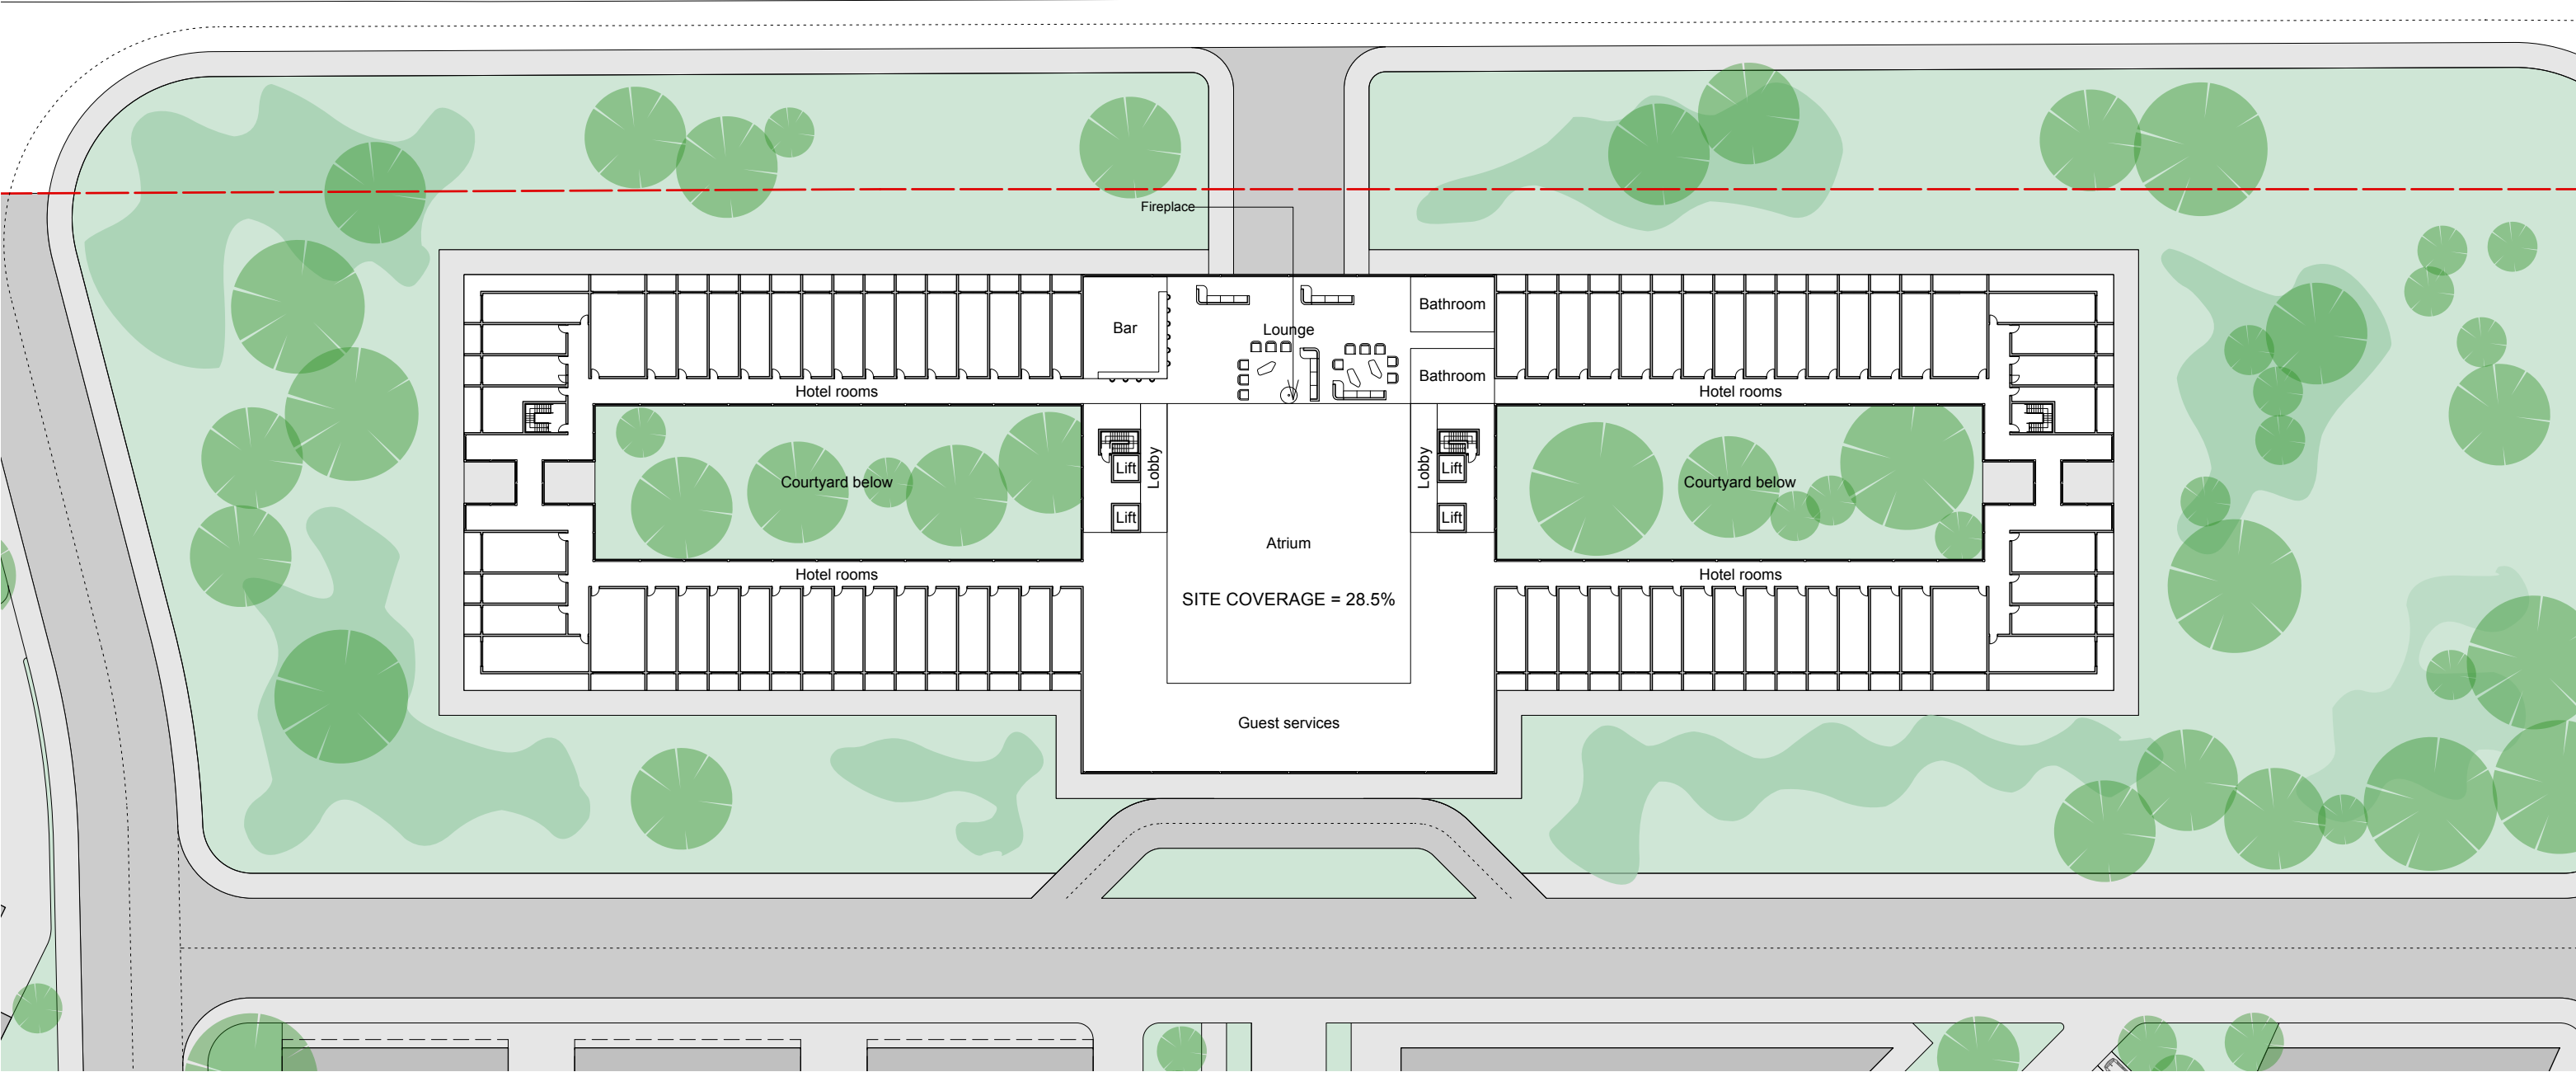 Fireplace
Bar
Lounge
Bathroom
Bathroom
Hotel rooms
Hotel rooms
Lift
Lobby
Lobby
Lift
Courtyard below
Courtyard below
Lift
Lift
Atrium
Hotel rooms
Hotel rooms
SITE COVERAGE = 28.5%
Guest services